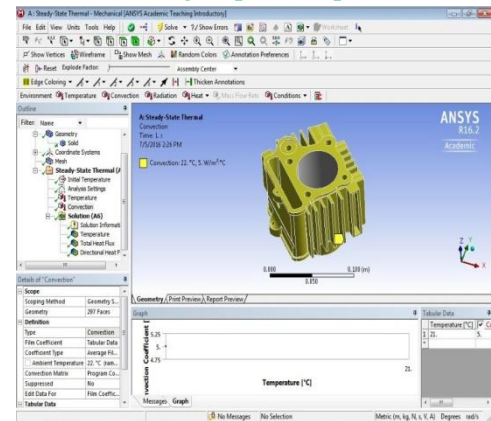 A : Steady-State Thermal - Mechanical [ANSYS Academic Teaching Introductory]
File Edit View Units Tools Help Solve ?/ Show Errors Worksheet
Show Vertices Wireframe Show Mesh Random Colors Annotation Preferences
Reset Explode Factor: Assembly Center
Edge Coloring Thicken Annotations
Environment Temperature Convection Radiation Heat Mass Flow Rate Conditions
Outline
Filter: Name
Geometry
Solid
Coordinate Systems
Mesh
Steady-State Thermal (A
Initial Temperature
Analysis Settings
Temperature
Convection
Solution (A6)
Solution Informati
Temperature
Total Heat Flux
Directional Heat F
A: Steady-State Thermal
Convection
Time: 1. s
7/5/2016 2:26 PM
Convection: 22. °C, 5. W/m²·°C
ANSYS
R16.2
Academic
0.000 0.100 (m)
0.050
Z Y X
Geometry Print Preview Report Preview
Details of "Convection"
Scope
Scoping Method Geometry S...
Geometry 297 Faces
Definition
Type Convection
Film Coefficient Tabular Data
Coefficient Type Average Fil...
Ambient Temperature 22. °C (ram...
Convection Matrix Program Co...
Suppressed No
Edit Data For Film Coeffic...
Tabular Data
Graph
5.25
5.
4.75
21.
Temperature [°C]
Messages Graph
Tabular Data
Temperature [°C]
1 21. 5.
*
No Messages No Selection Metric (m, kg, N, s, V, A) Degrees rad/s